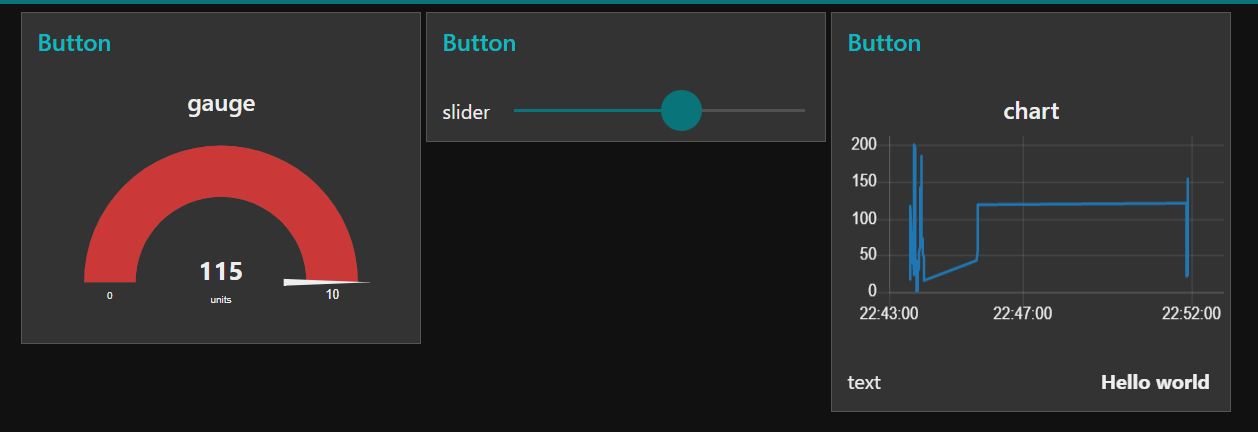 Button
gauge
115
units
0
10
Button
slider
Button
chart
200
150
100
50
0
22:43:00 22:47:00 22:52:00
text Hello world